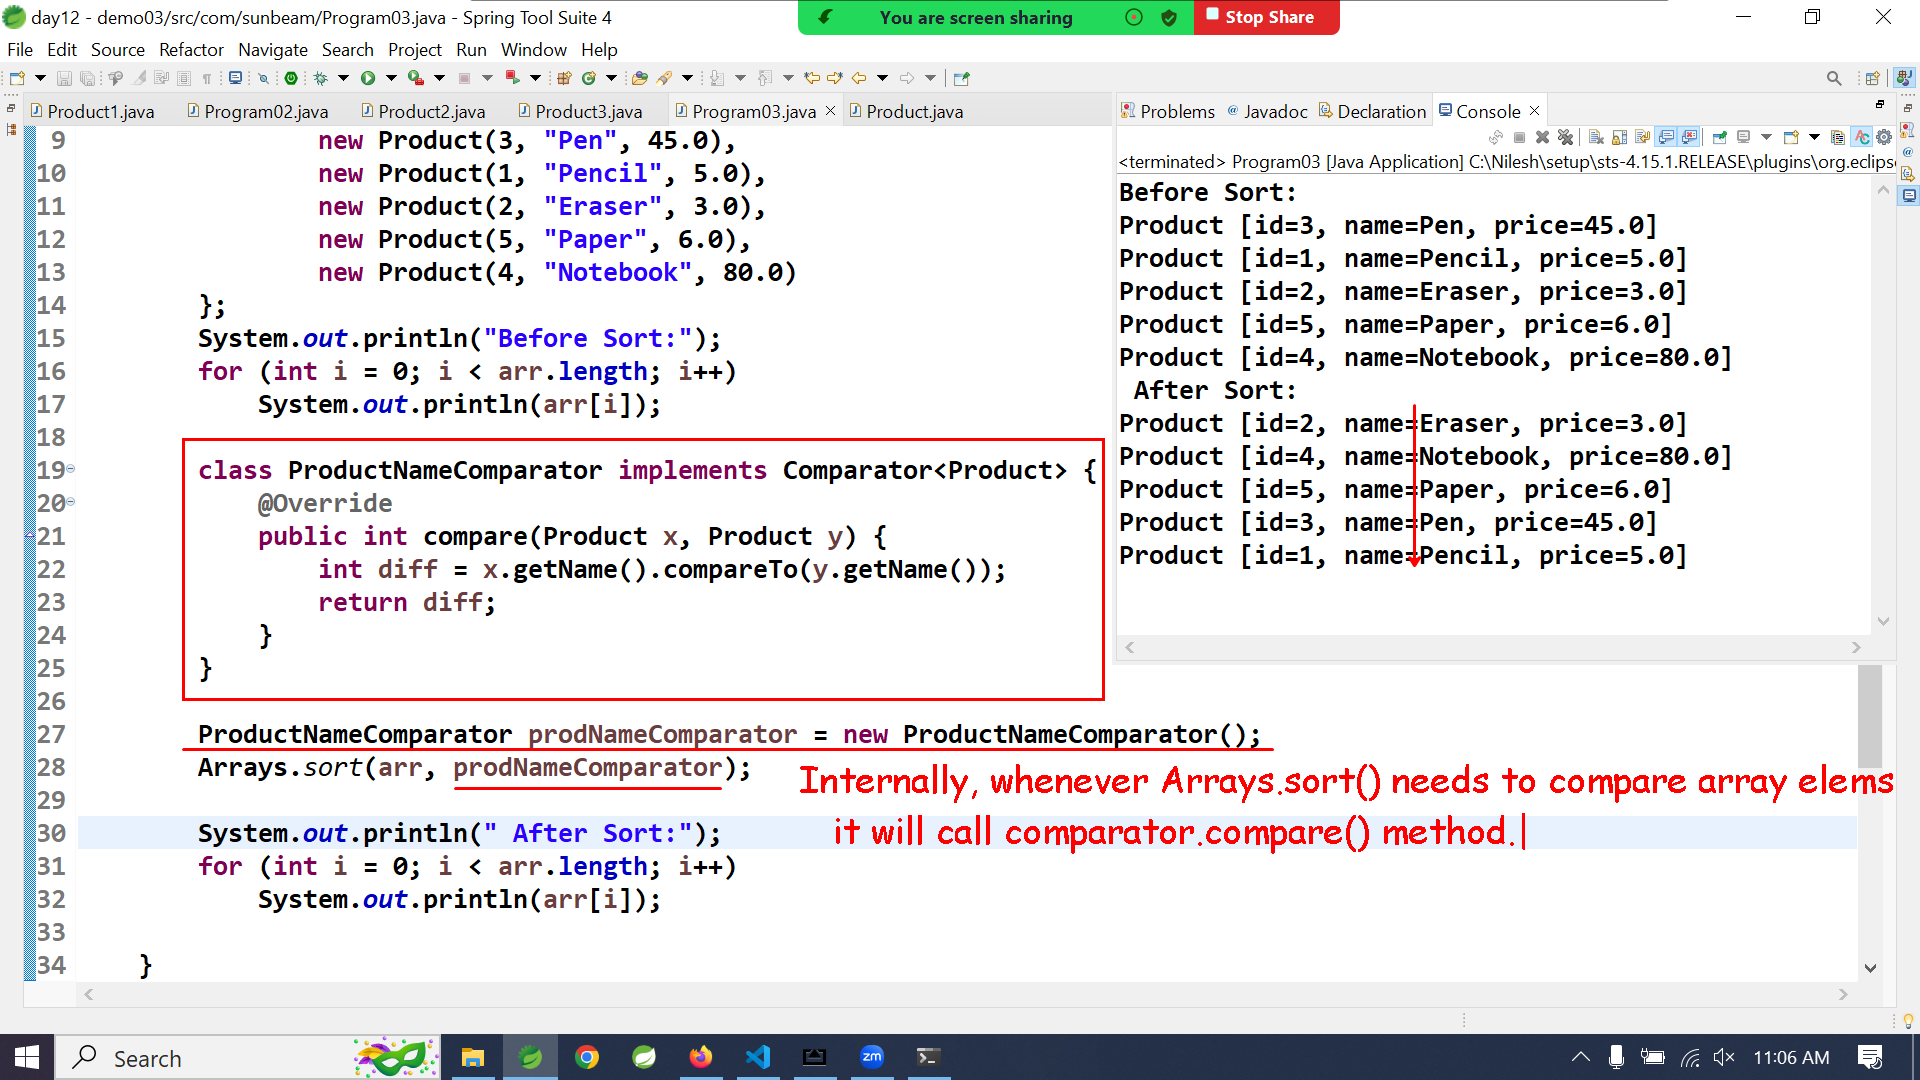 day12 - demo03/src/com/sunbeam/Program03.java - Spring Tool Suite 4
You are screen sharing
Stop Share
File Edit Source Refactor Navigate Search Project Run Window Help
Product1.java Program02.java Product2.java Product3.java Program03.java Product.java
9 new Product(3, "Pen", 45.0),
10 new Product(1, "Pencil", 5.0),
11 new Product(2, "Eraser", 3.0),
12 new Product(5, "Paper", 6.0),
13 new Product(4, "Notebook", 80.0)
14 };
15 System.out.println("Before Sort:");
16 for (int i = 0; i < arr.length; i++)
17 System.out.println(arr[i]);
18
19 class ProductNameComparator implements Comparator<Product> {
20 @Override
21 public int compare(Product x, Product y) {
22 int diff = x.getName().compareTo(y.getName());
23 return diff;
24 }
25 }
26
27 ProductNameComparator prodNameComparator = new ProductNameComparator();
28 Arrays.sort(arr, prodNameComparator);
29
30 System.out.println(" After Sort:");
31 for (int i = 0; i < arr.length; i++)
32 System.out.println(arr[i]);
33
34 }
Internally, whenever Arrays.sort() needs to compare array elems
it will call comparator.compare() method.
Problems Javadoc Declaration Console
<terminated> Program03 [Java Application] C:\Nilesh\setup\sts-4.15.1.RELEASE\plugins\org.eclips
Before Sort:
Product [id=3, name=Pen, price=45.0]
Product [id=1, name=Pencil, price=5.0]
Product [id=2, name=Eraser, price=3.0]
Product [id=5, name=Paper, price=6.0]
Product [id=4, name=Notebook, price=80.0]
After Sort:
Product [id=2, name=Eraser, price=3.0]
Product [id=4, name=Notebook, price=80.0]
Product [id=5, name=Paper, price=6.0]
Product [id=3, name=Pen, price=45.0]
Product [id=1, name=Pencil, price=5.0]
Search
zm
11:06 AM